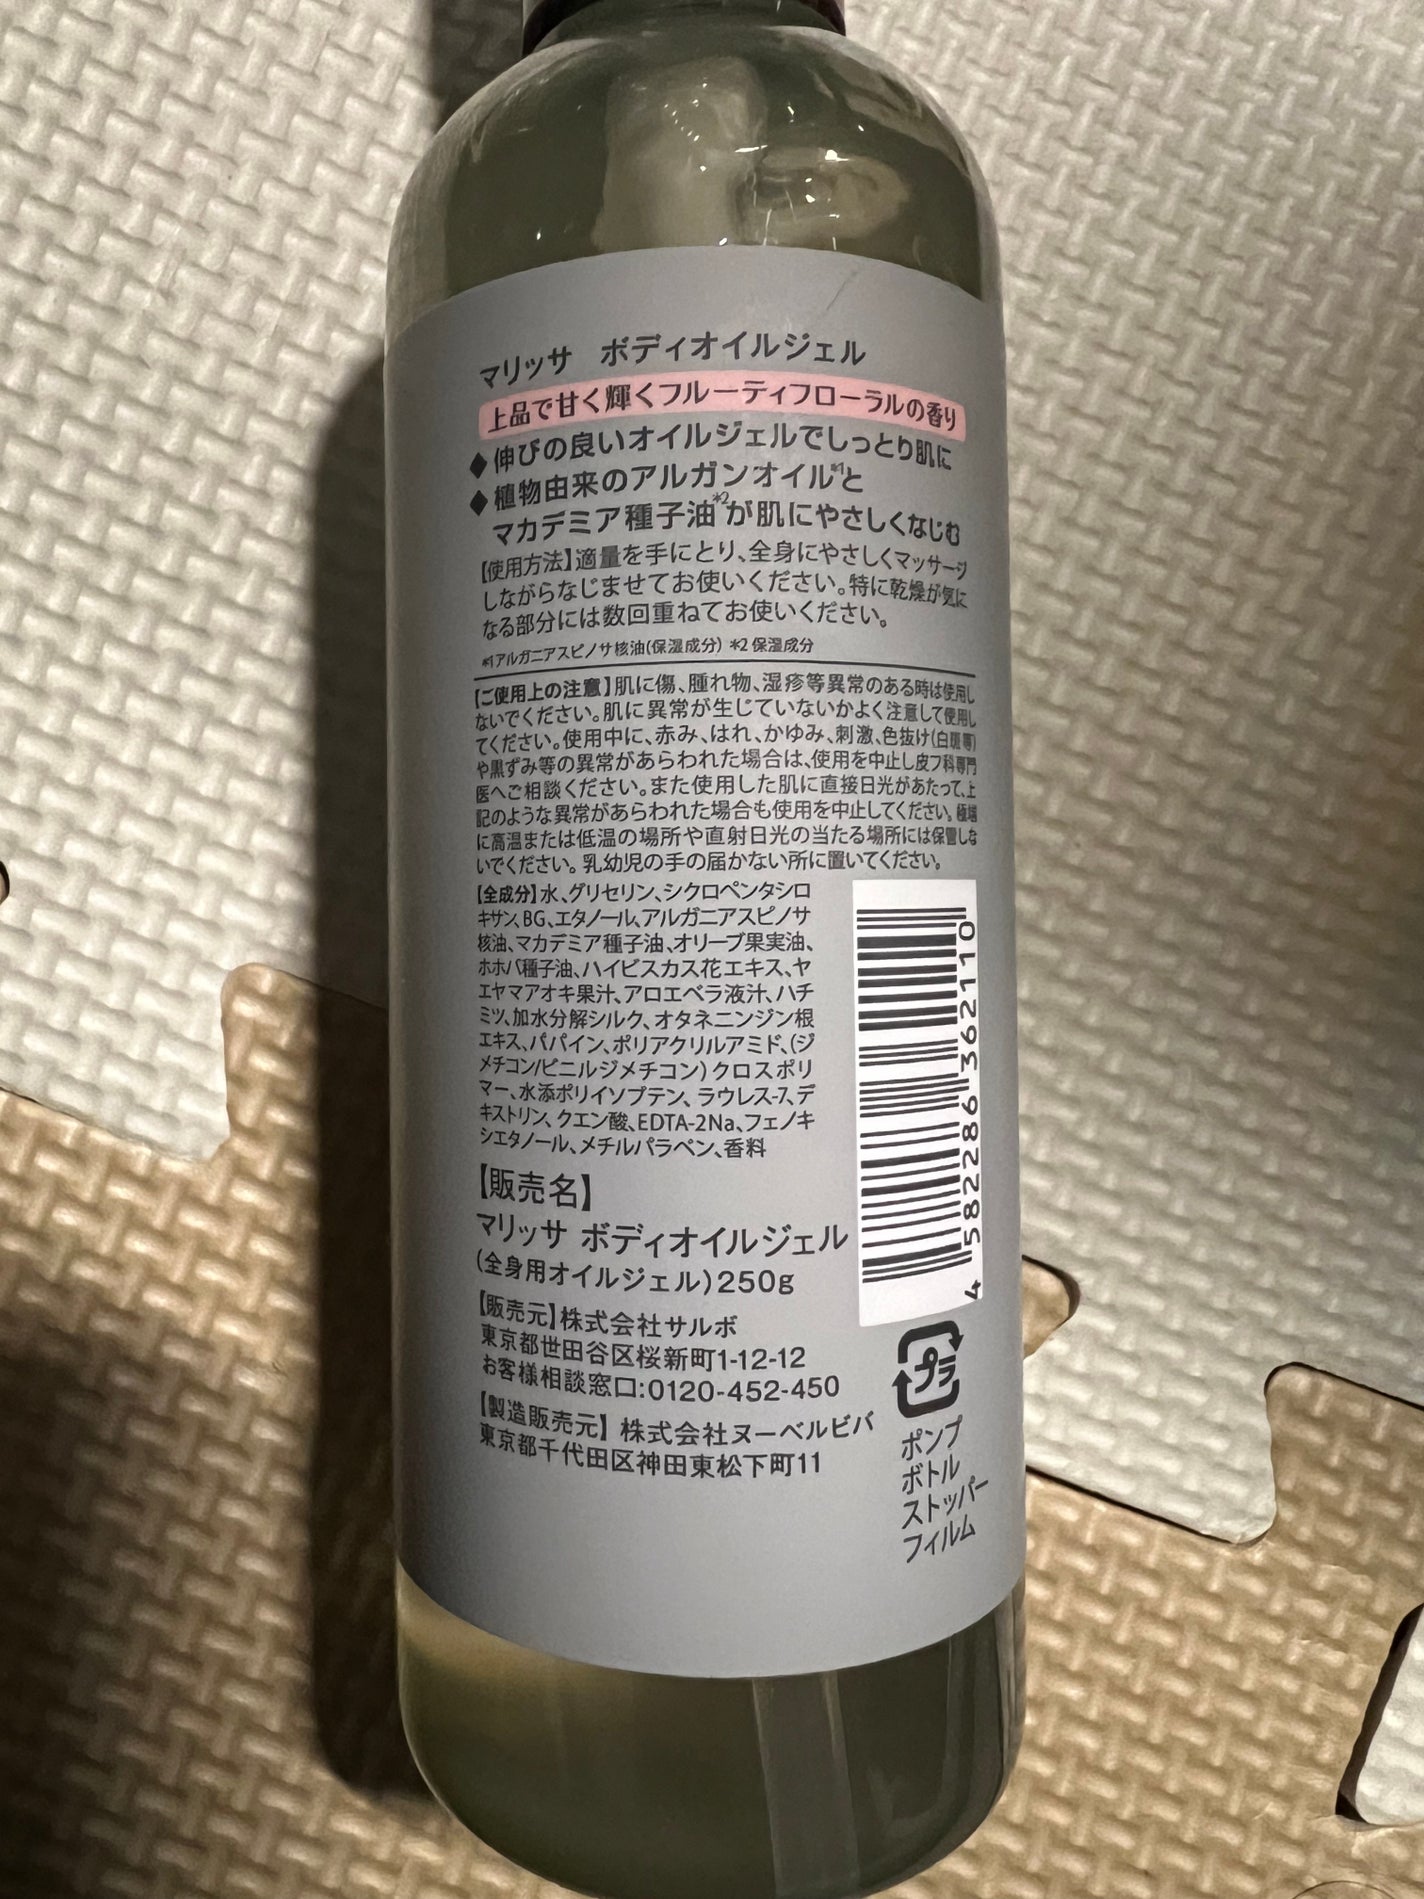 マリッサ ボディオイルジェル
上品で甘く輝くフルーティフローラルの香り
◆伸びの良いオイルジェルでしっとり肌に
◆植物由来のアルガンオイル*1と
マカデミア種子油*2が肌にやさしくなじむ
【使用方法】適量を手にとり、全身にやさしくマッサージ
しながらなじませてお使いください。特に乾燥が気に
なる部分には数回重ねてお使いください。
*1アルガニアスピノサ核油(保湿成分) *2保湿成分
【ご使用上の注意】肌に傷、腫れ物、湿疹等異常のある時は使用し
ないでください。肌に異常が生じていないかよく注意して使用し
てください。使用中に、赤み、はれ、かゆみ、刺激、色抜け(白斑等)
や黒ずみ等の異常があらわれた場合は、使用を中止し皮フ科専門
医へご相談ください。また使用した肌に直接日光があたって、上
記のような異常があらわれた場合も使用を中止してください。極端
に高温または低温の場所や直射日光の当たる場所には保管しな
いでください。乳幼児の手の届かない所に置いてください。
【全成分】水、グリセリン、シクロペンタシロ
キサン、BG、エタノール、アルガニアスピノサ
核油、マカデミア種子油、オリーブ果実油、
ホホバ種子油、ハイビスカス花エキス、ヤ
エヤマアオキ果汁、アロエベラ液汁、ハチ
ミツ、加水分解シルク、オタネニンジン根
エキス、パパイン、ポリアクリルアミド、(ジ
メチコン/ビニルジメチコン)クロスポリ
マー、水添ポリイソブテン、ラウレス-7、デ
キストリン、クエン酸、EDTA-2Na、フェノキ
シエタノール、メチルパラベン、香料
【販売名】
マリッサ ボディオイルジェル
(全身用オイルジェル)250g
【販売元】株式会社サルボ
東京都世田谷区桜新町1-12-12
お客様相談窓口:0120-452-450
【製造販売元】株式会社ヌーベルビバ
東京都千代田区神田東松下町11
4 582286 362110
プラ
ポンプ
ボトル
ストッパー
フィルム